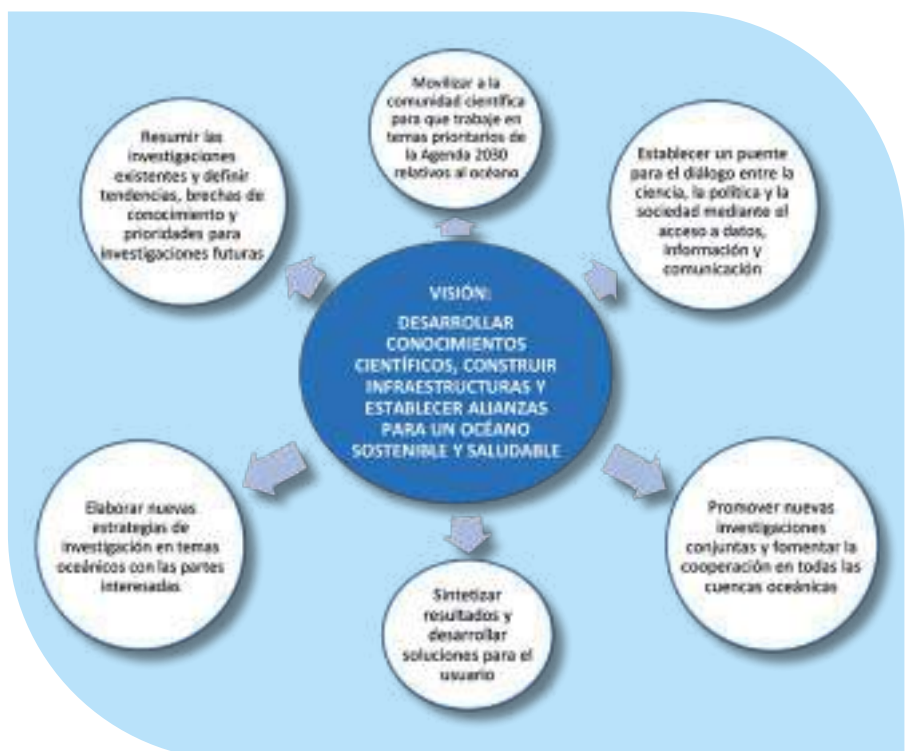 Movilizar a la
comunidad científica
para que trabaje en
temas prioritarios de
la Agenda 2030
relativos al océano
Resumir las
investigaciones
existentes y definir
tendencias, brechas de
conocimiento y
prioridades para
investigaciones futuras
Establecer un puente
para el diálogo entre la
ciencia, la política y la
sociedad mediante el
acceso a datos,
información y
comunicación
VISIÓN:
DESARROLLAR
CONOCIMIENTOS
CIENTÍFICOS, CONSTRUIR
INFRAESTRUCTURAS Y
ESTABLECER ALIANZAS
PARA UN OCÉANO
SOSTENIBLE Y SALUDABLE
Elaborar nuevas
estrategias de
investigación en temas
oceánicos con las partes
interesadas
Promover nuevas
investigaciones
conjuntas y fomentar la
cooperación en todas las
cuencas oceánicas
Sintetizar
resultados y
desarrollar
soluciones para el
usuario